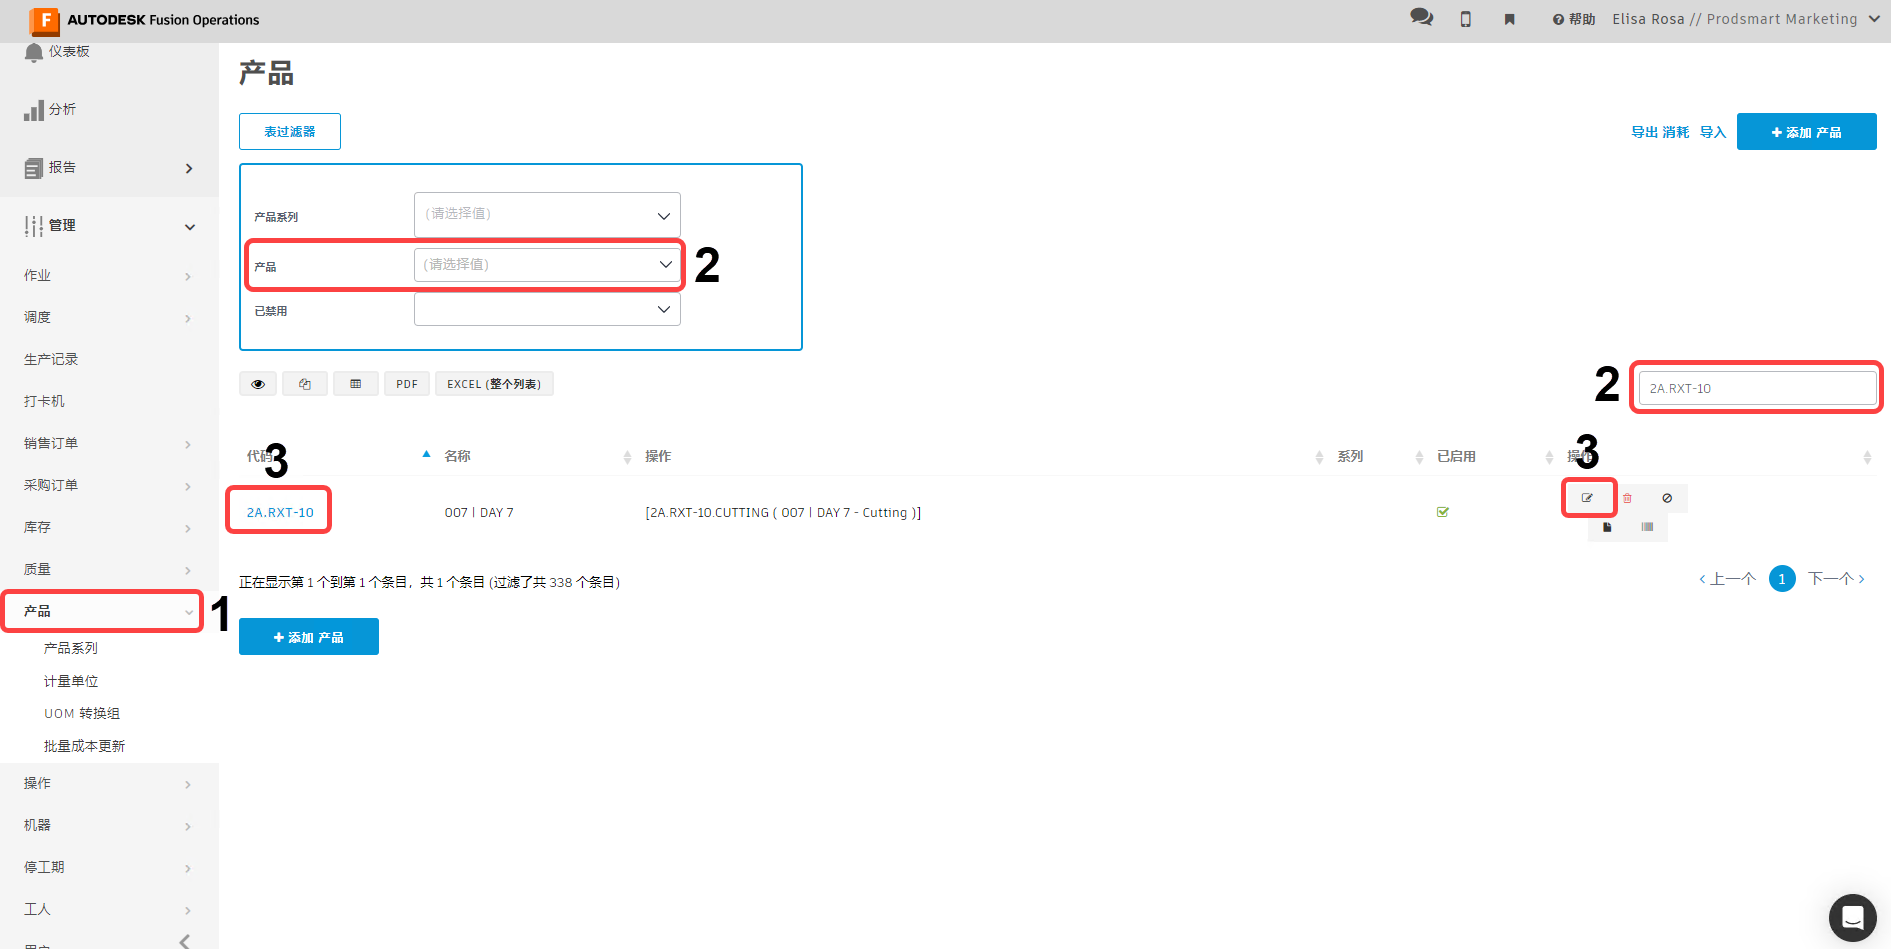 AUTODESK Fusion Operations
帮助 Elisa Rosa // Prodsmart Marketing
仪表板
分析
报告
管理
作业
调度
生产记录
打卡机
销售订单
采购订单
库存
质量
产品
1
产品系列
计量单位
UOM 转换组
批量成本更新
操作
机器
停工期
工人
产品
表过滤器
导出 消耗 导入
添加 产品
产品系列 (请选择值)
产品 (请选择值)
2
已禁用
PDF EXCEL (整个列表)
2
2A.RXT-10
代码 名称 操作 系列 已启用
3
3
2A.RXT-10 007 | DAY 7 [2A.RXT-10.CUTTING ( 007 | DAY 7 - Cutting )]
正在显示第 1 个到第 1 个条目，共 1 个条目 (过滤了共 338 个条目)
上一个 1 下一个
添加 产品